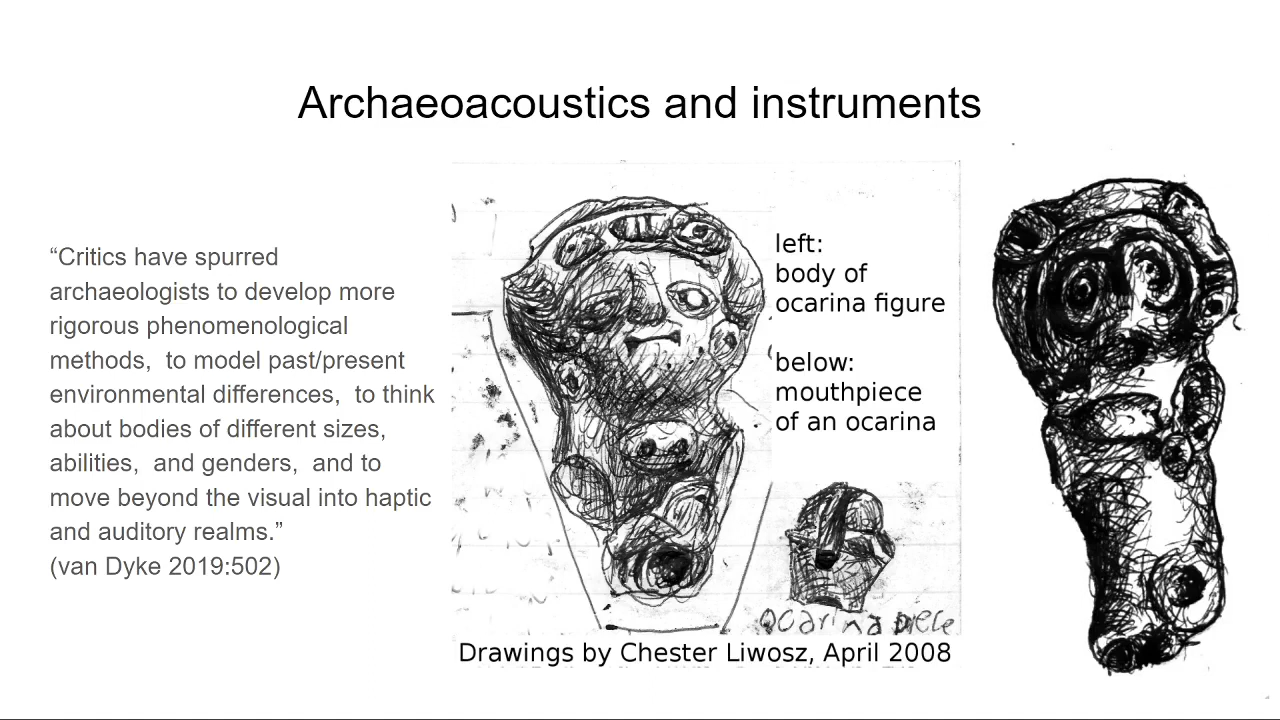 Archaeoacoustics and instruments
“Critics have spurred
archaeologists to develop more
rigorous phenomenological
methods,  to model past/present
environmental differences,  to think
about bodies of different sizes,
abilities,  and genders,  and to
move beyond the visual into haptic
and auditory realms.”
(van Dyke 2019:502)
left:
body of
ocarina figure
below:
mouthpiece
of an ocarina
Ocarina piece
Drawings by Chester Liwosz, April 2008